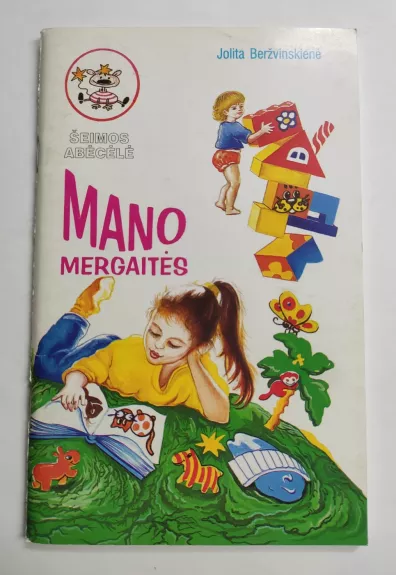 Jolita Beržvinskienė
ŠEIMOS
ABĖCĖLĖ
MANO
MERGAITĖS